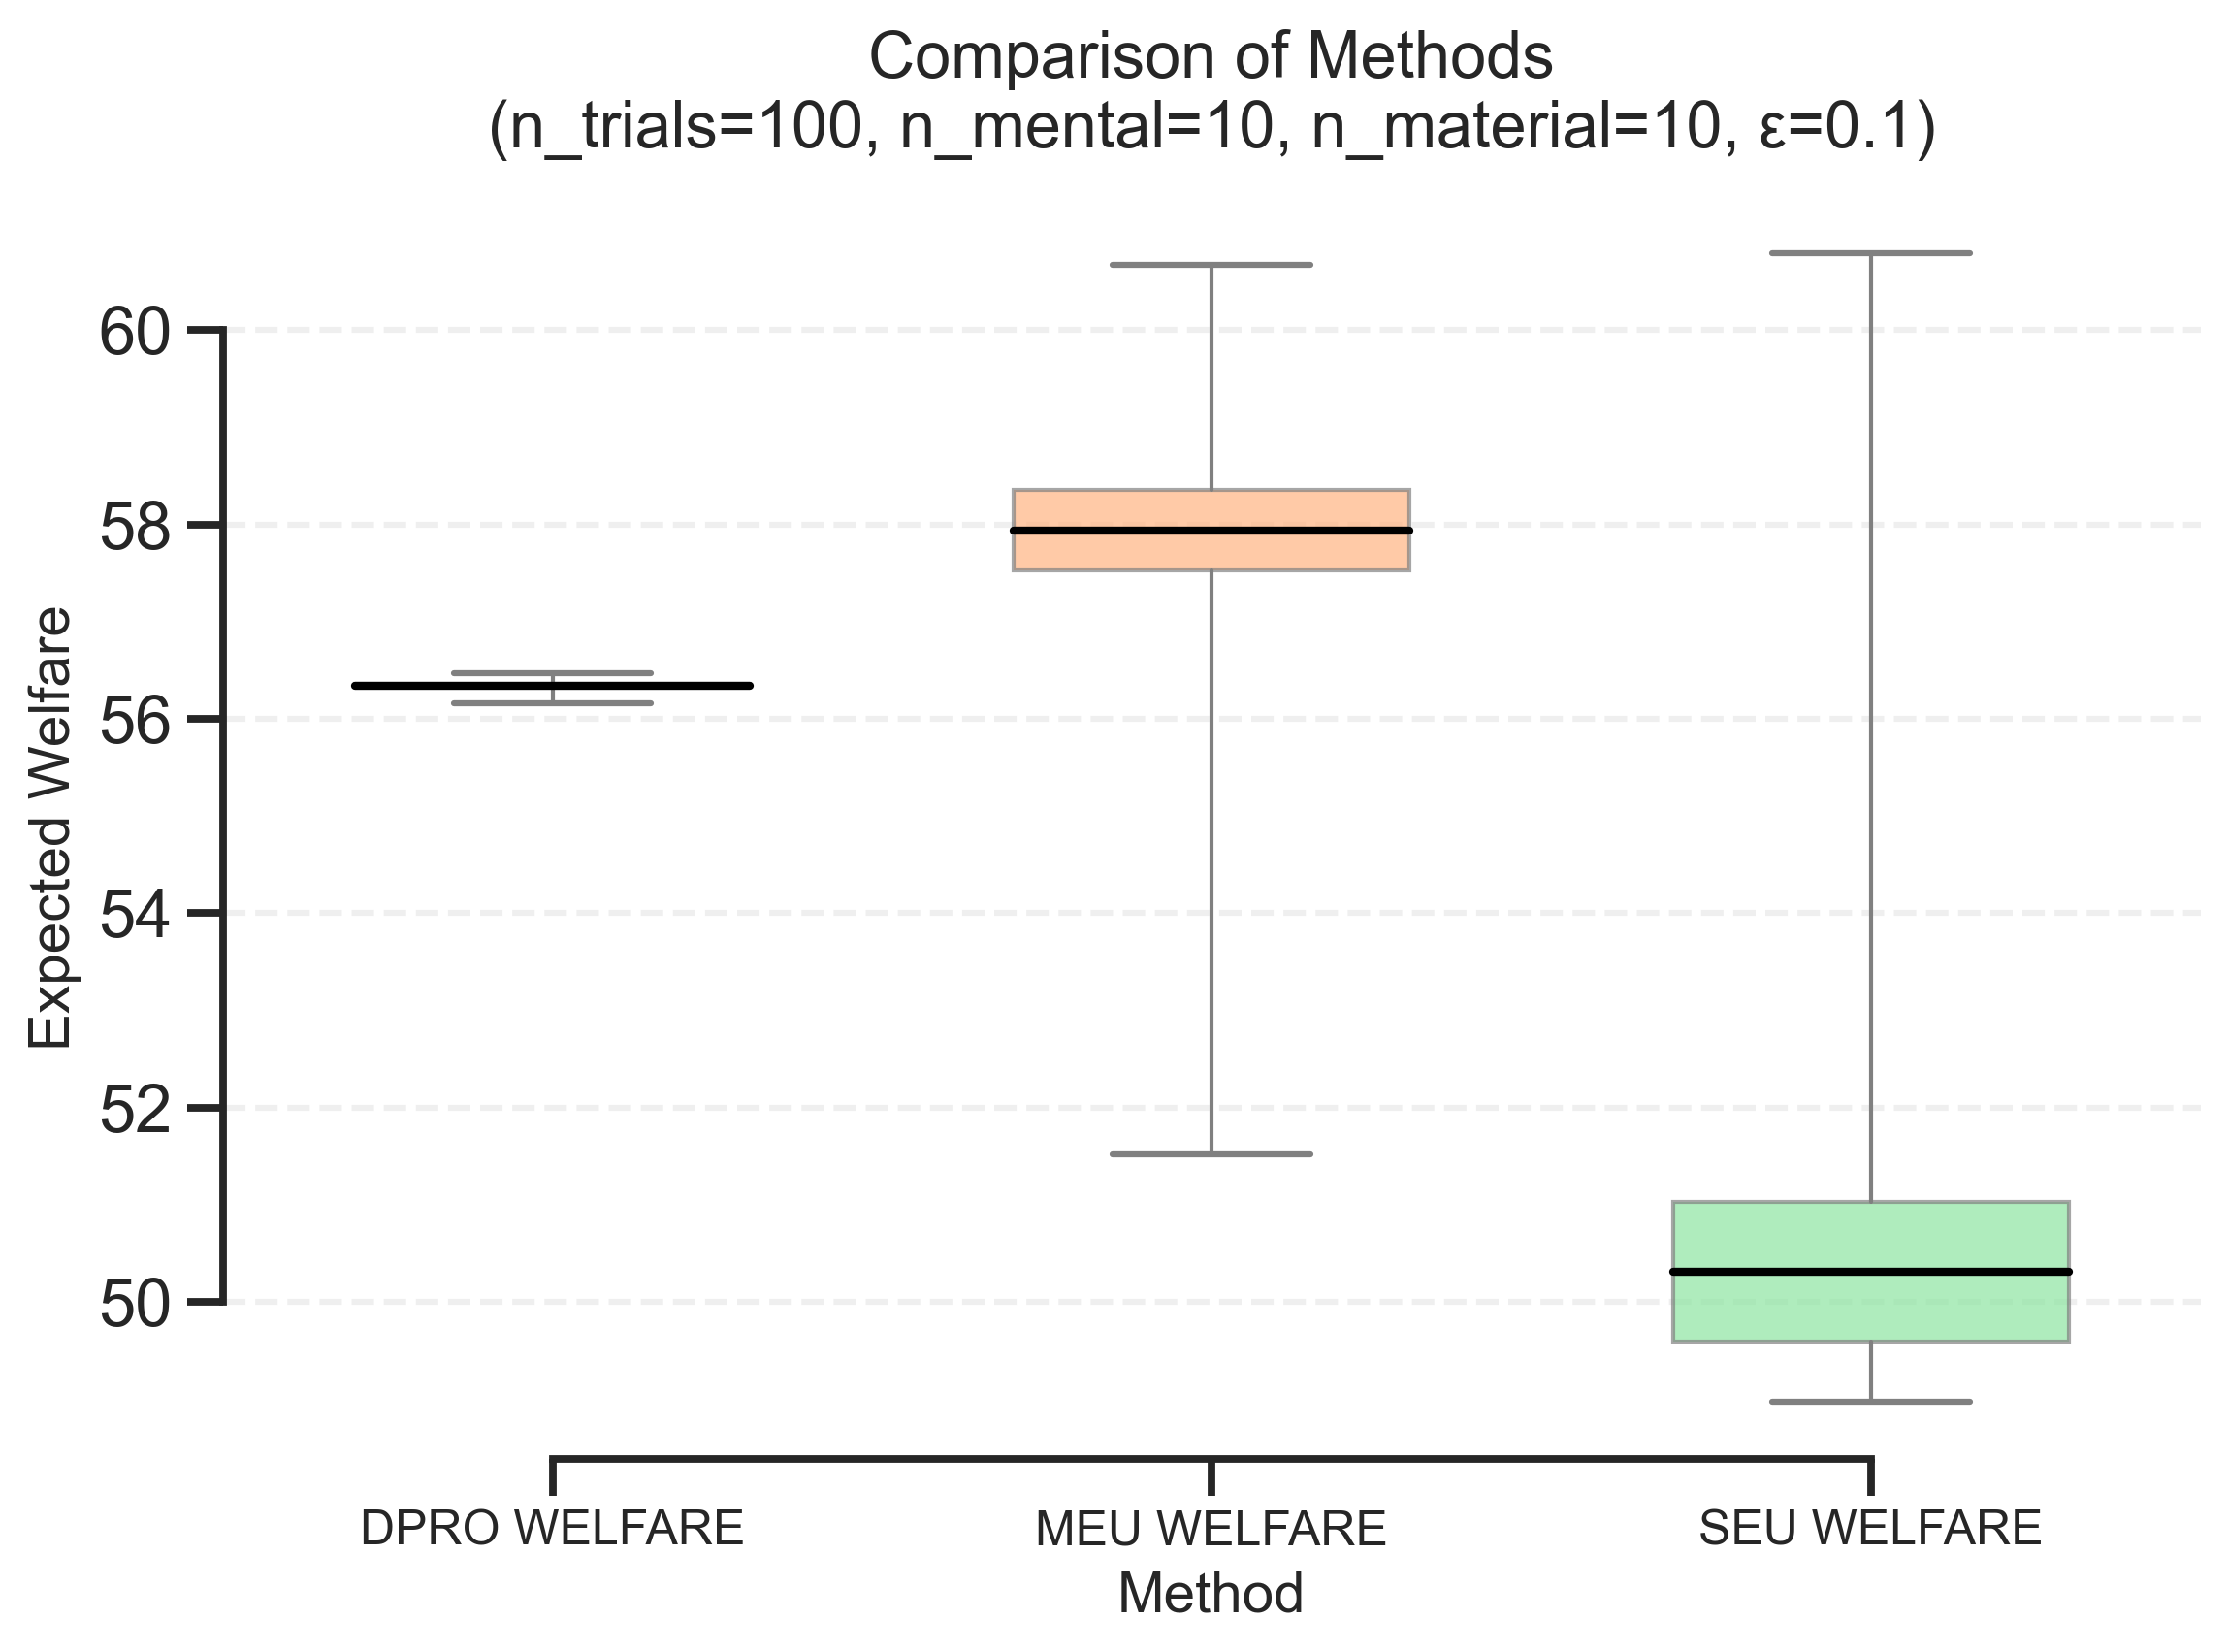 Comparison of Methods
(n_trials=100, n_mental=10, n_material=10, ε=0.1)
Expected Welfare
60
58
56
54
52
50
DPRO WELFARE
MEU WELFARE
SEU WELFARE
Method